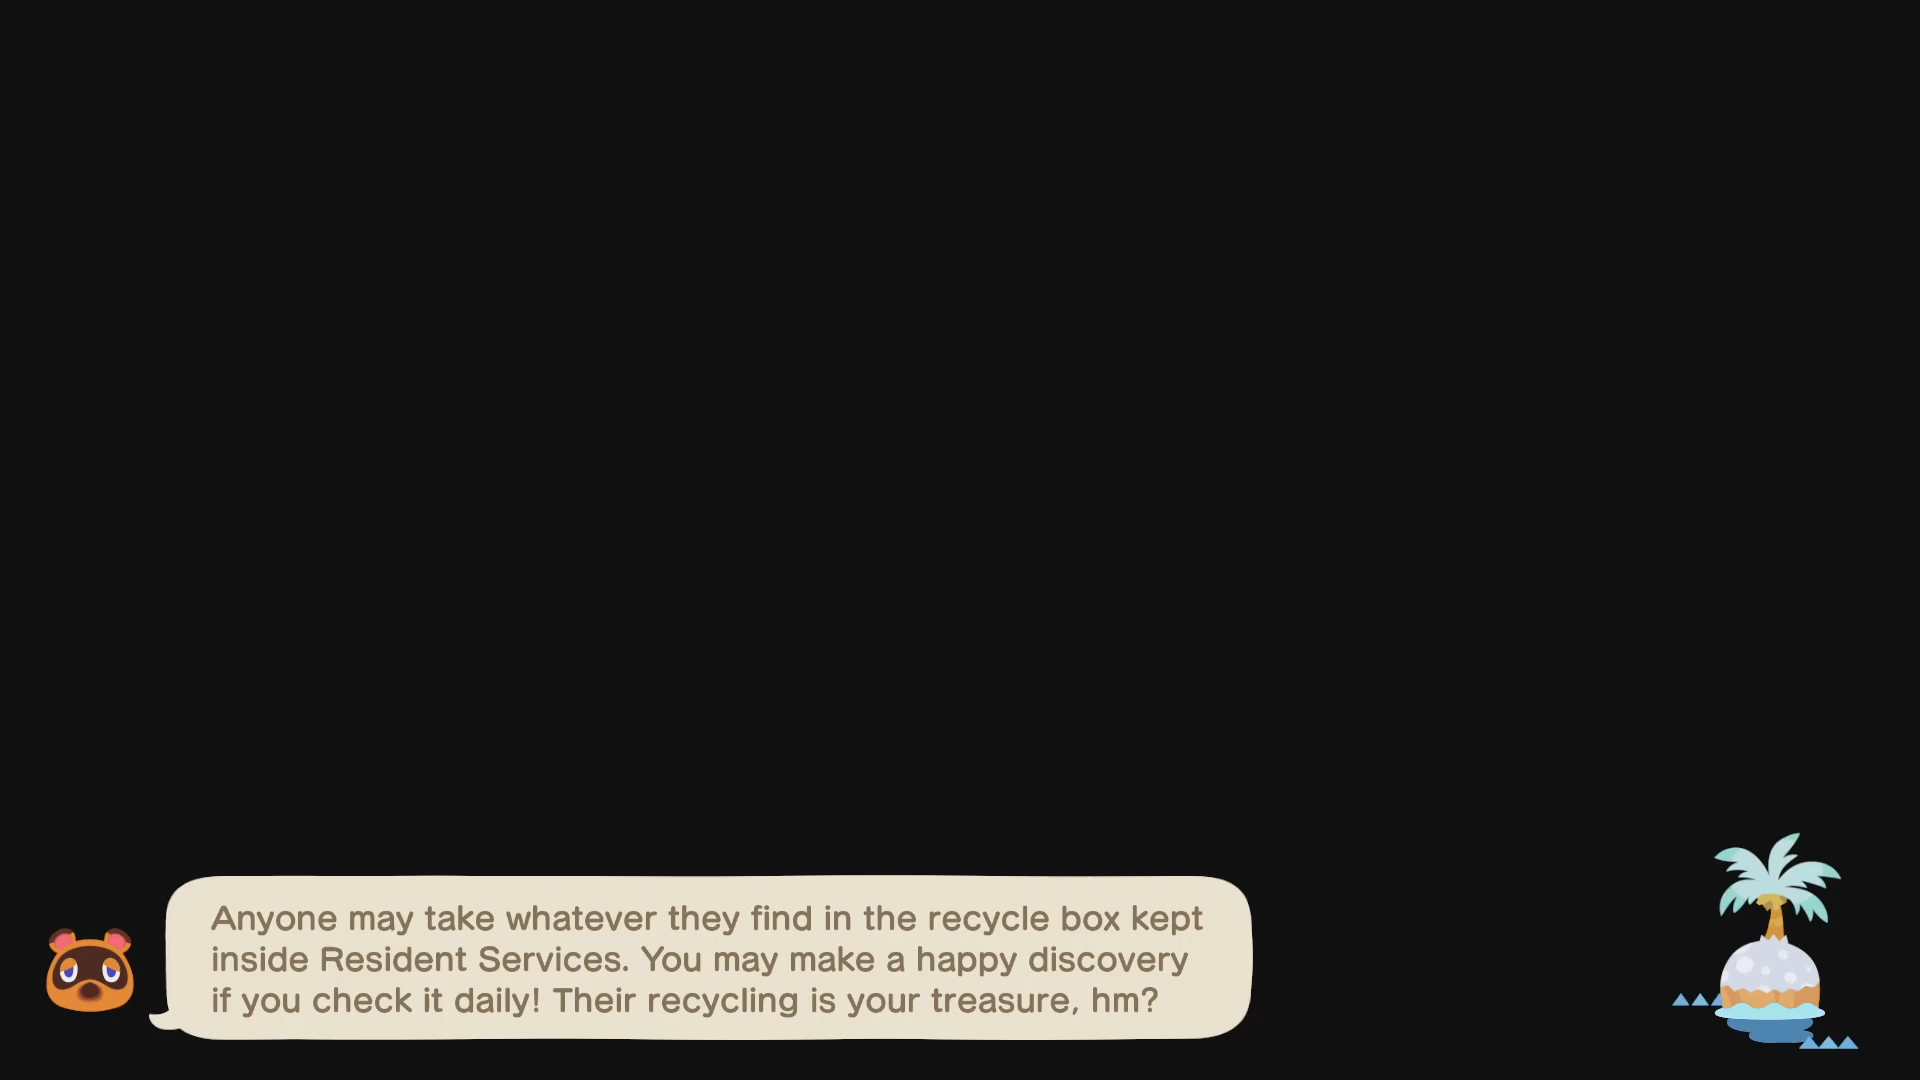 Anyone may take whatever they find in the recycle box kept
inside Resident Services. You may make a happy discovery
if you check it daily! Their recycling is your treasure, hm?